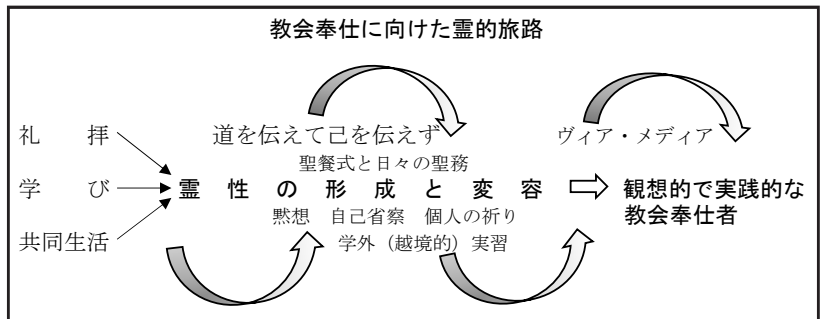 教会奉仕に向けた霊的旅路
礼　　拝
道を伝えて己を伝えず
ヴィア・メディア
聖餐式と日々の聖務
学　　び
霊性の形成と変容
観想的で実践的な
教会奉仕者
黙想　自己省察　個人の祈り
共同生活
学外（越境的）実習